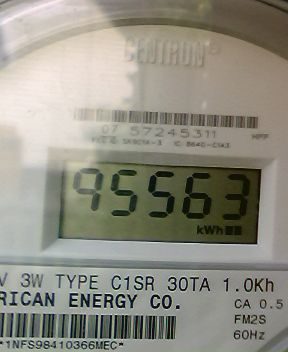 CENTRON®
07 57245311 HPF
95563
kWh
V 3W TYPE C1SR 30TA 1.0Kh
RICAN ENERGY CO. CA 0.5
FM2S
60Hz
*1NFS98410366MEC*